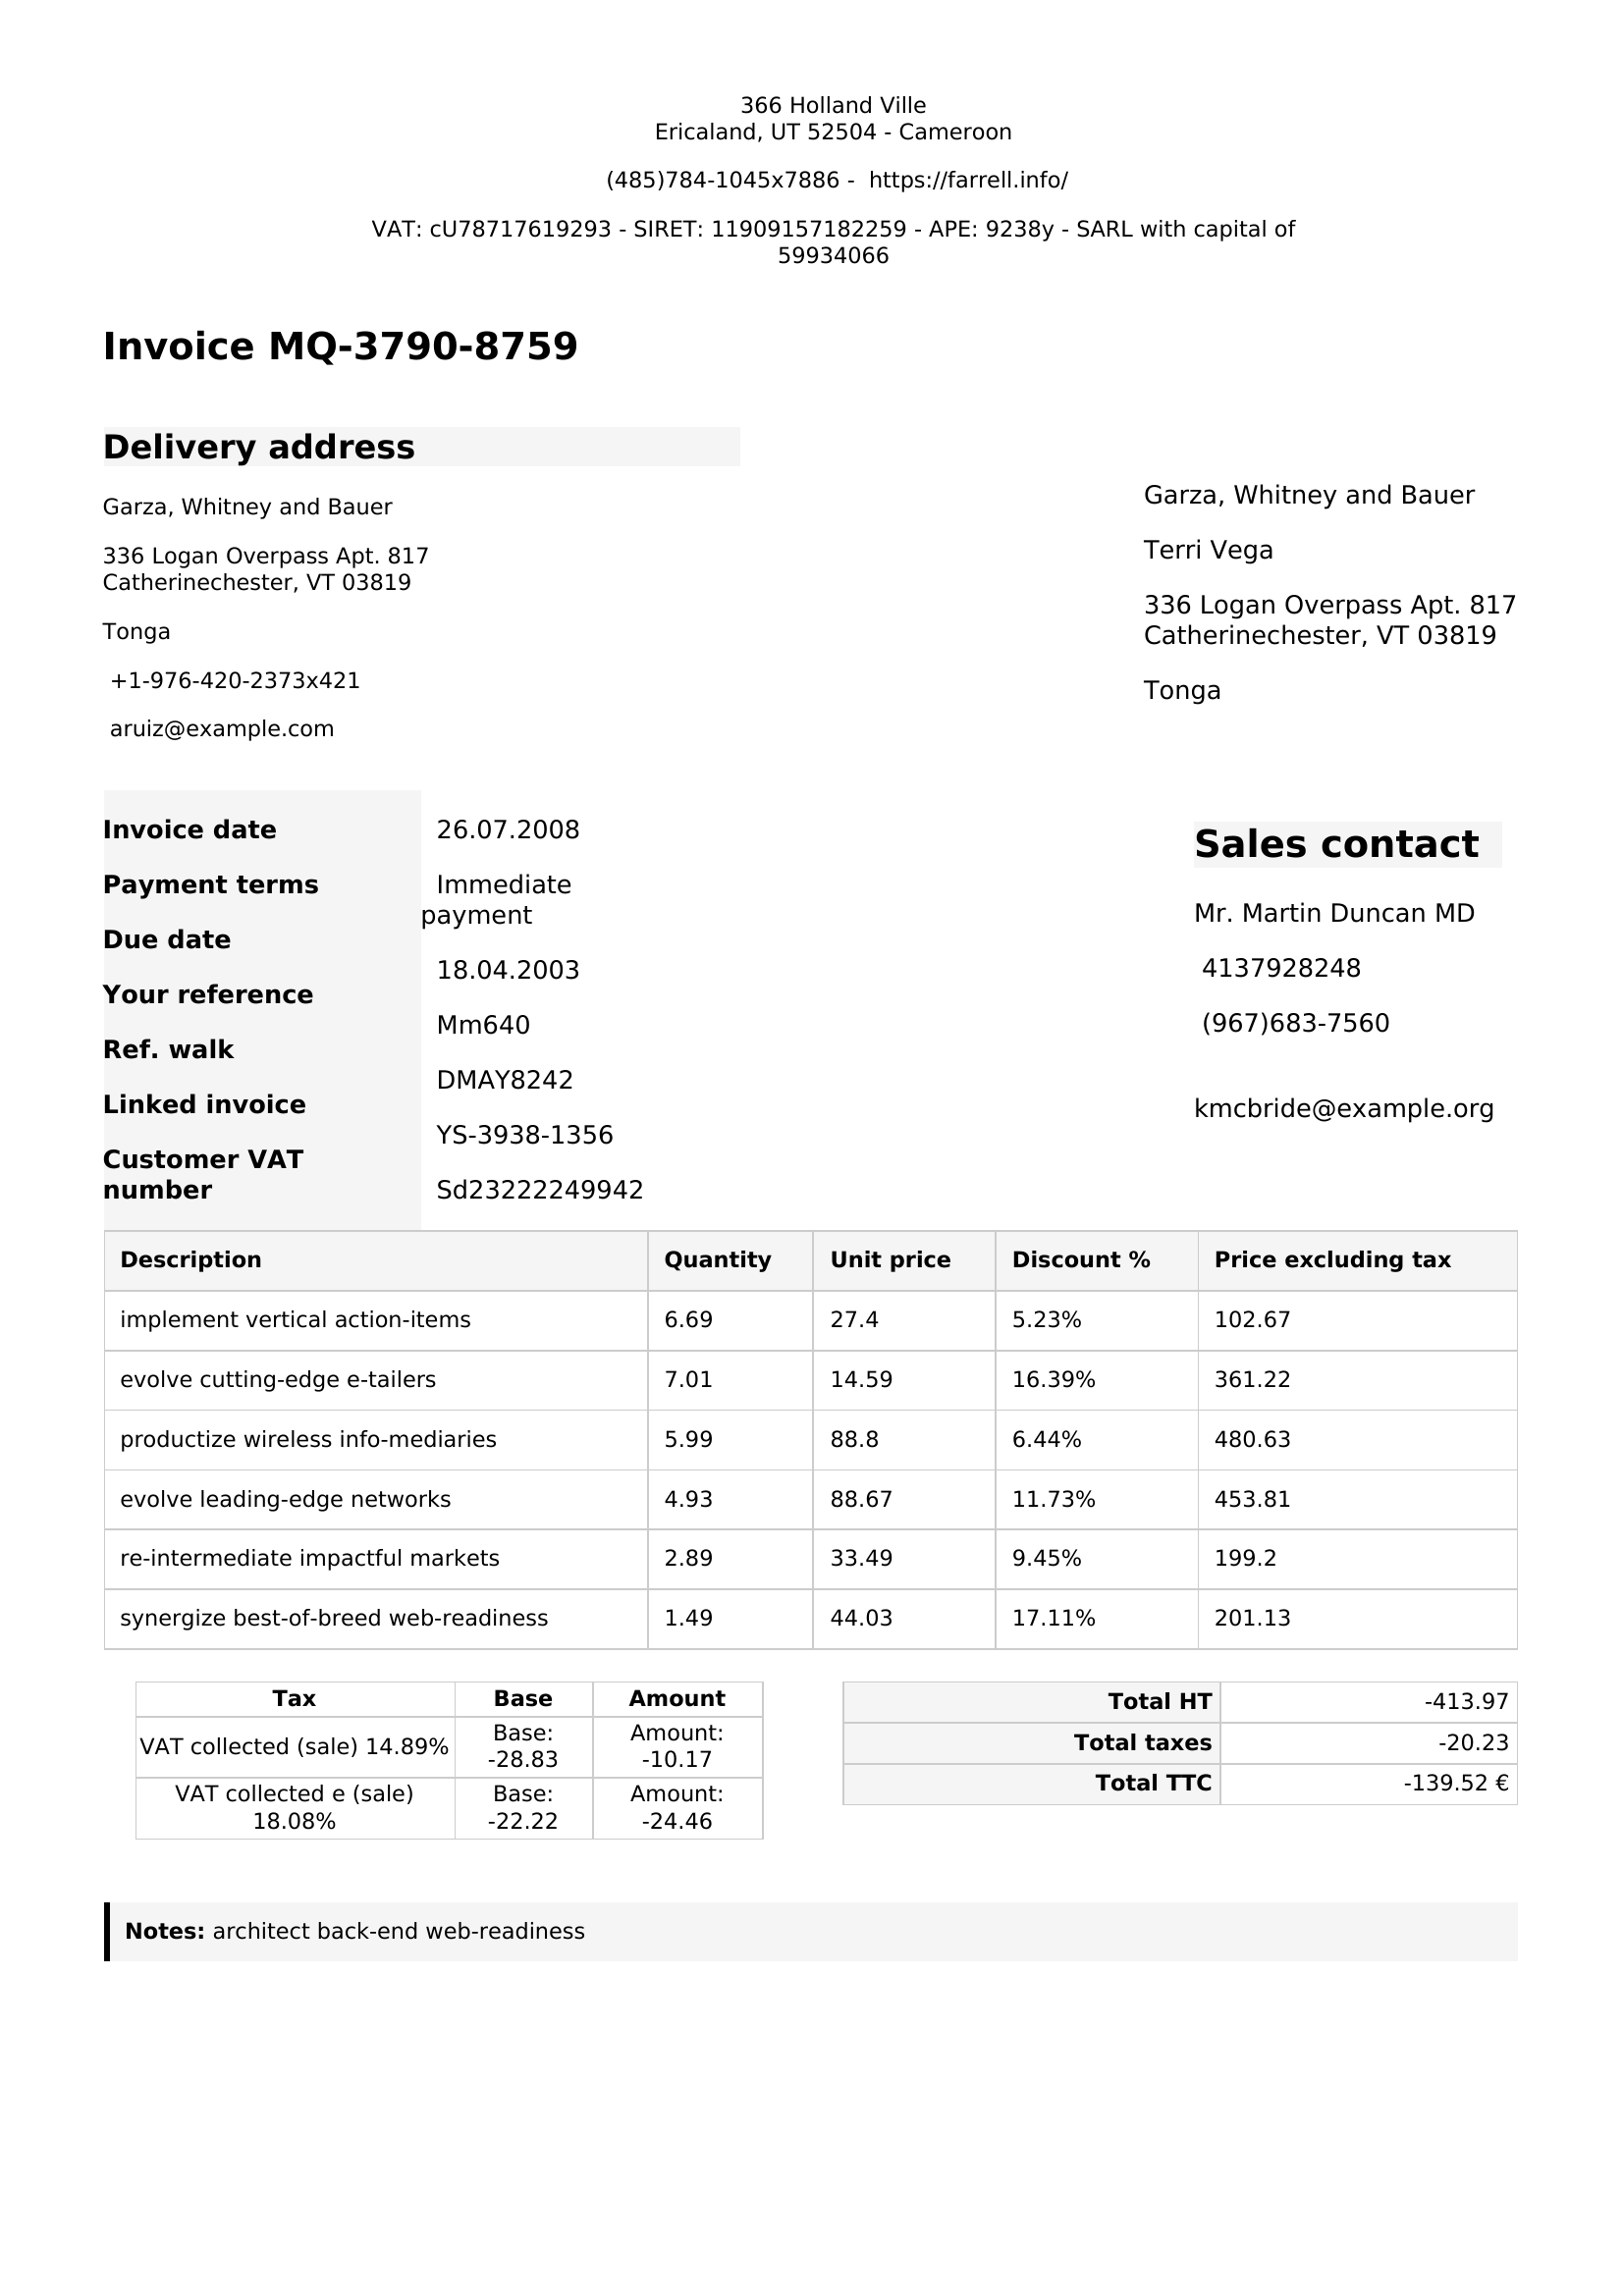 366 Holland Ville
Ericaland, UT 52504 - Cameroon
(485)784-1045x7886 -  https://farrell.info/
VAT: cU78717619293 - SIRET: 11909157182259 - APE: 9238y - SARL with capital of
59934066
Invoice MQ-3790-8759
Delivery address
Garza, Whitney and Bauer
336 Logan Overpass Apt. 817
Catherinechester, VT 03819
Tonga
+1-976-420-2373x421
aruiz@example.com
Garza, Whitney and Bauer
Terri Vega
336 Logan Overpass Apt. 817
Catherinechester, VT 03819
Tonga
Invoice date 26.07.2008
Payment terms Immediate
payment
Due date 18.04.2003
Your reference Mm640
Ref. walk DMAY8242
Linked invoice YS-3938-1356
Customer VAT
number Sd23222249942
Sales contact
Mr. Martin Duncan MD
4137928248
(967)683-7560
kmcbride@example.org
Description Quantity Unit price Discount % Price excluding tax
implement vertical action-items 6.69 27.4 5.23% 102.67
evolve cutting-edge e-tailers 7.01 14.59 16.39% 361.22
productize wireless info-mediaries 5.99 88.8 6.44% 480.63
evolve leading-edge networks 4.93 88.67 11.73% 453.81
re-intermediate impactful markets 2.89 33.49 9.45% 199.2
synergize best-of-breed web-readiness 1.49 44.03 17.11% 201.13
Tax Base Amount
VAT collected (sale) 14.89% Base: -28.83 Amount: -10.17
VAT collected e (sale) 18.08% Base: -22.22 Amount: -24.46
Total HT -413.97
Total taxes -20.23
Total TTC -139.52 €
Notes: architect back-end web-readiness